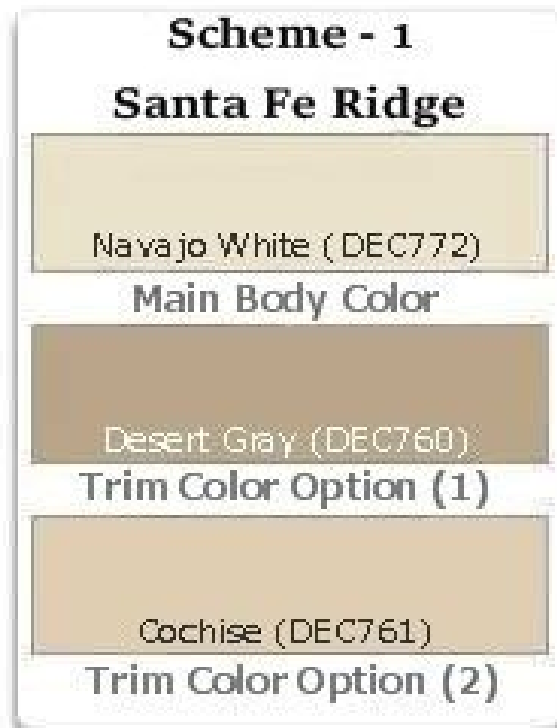 Scheme - 1
Santa Fe Ridge
Navajo White (DEC772)
Main Body Color
Desert Gray (DEC760)
Trim Color Option (1)
Cochise (DEC761)
Trim Color Option (2)